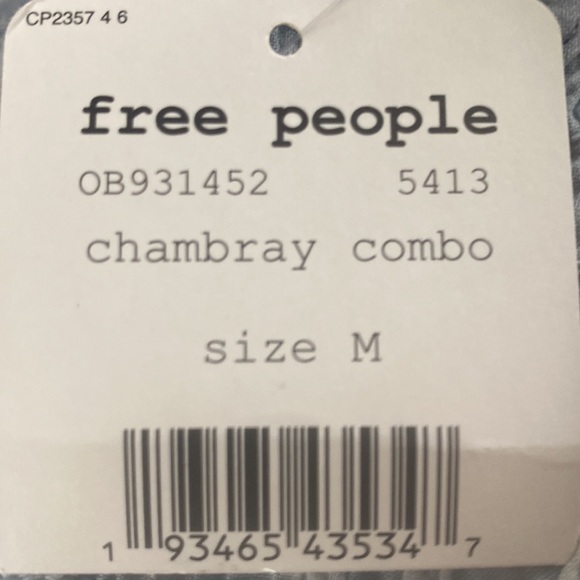 CP2357 4 6
free people
OB931452 5413
chambray combo
size M
1 93465 43534 7